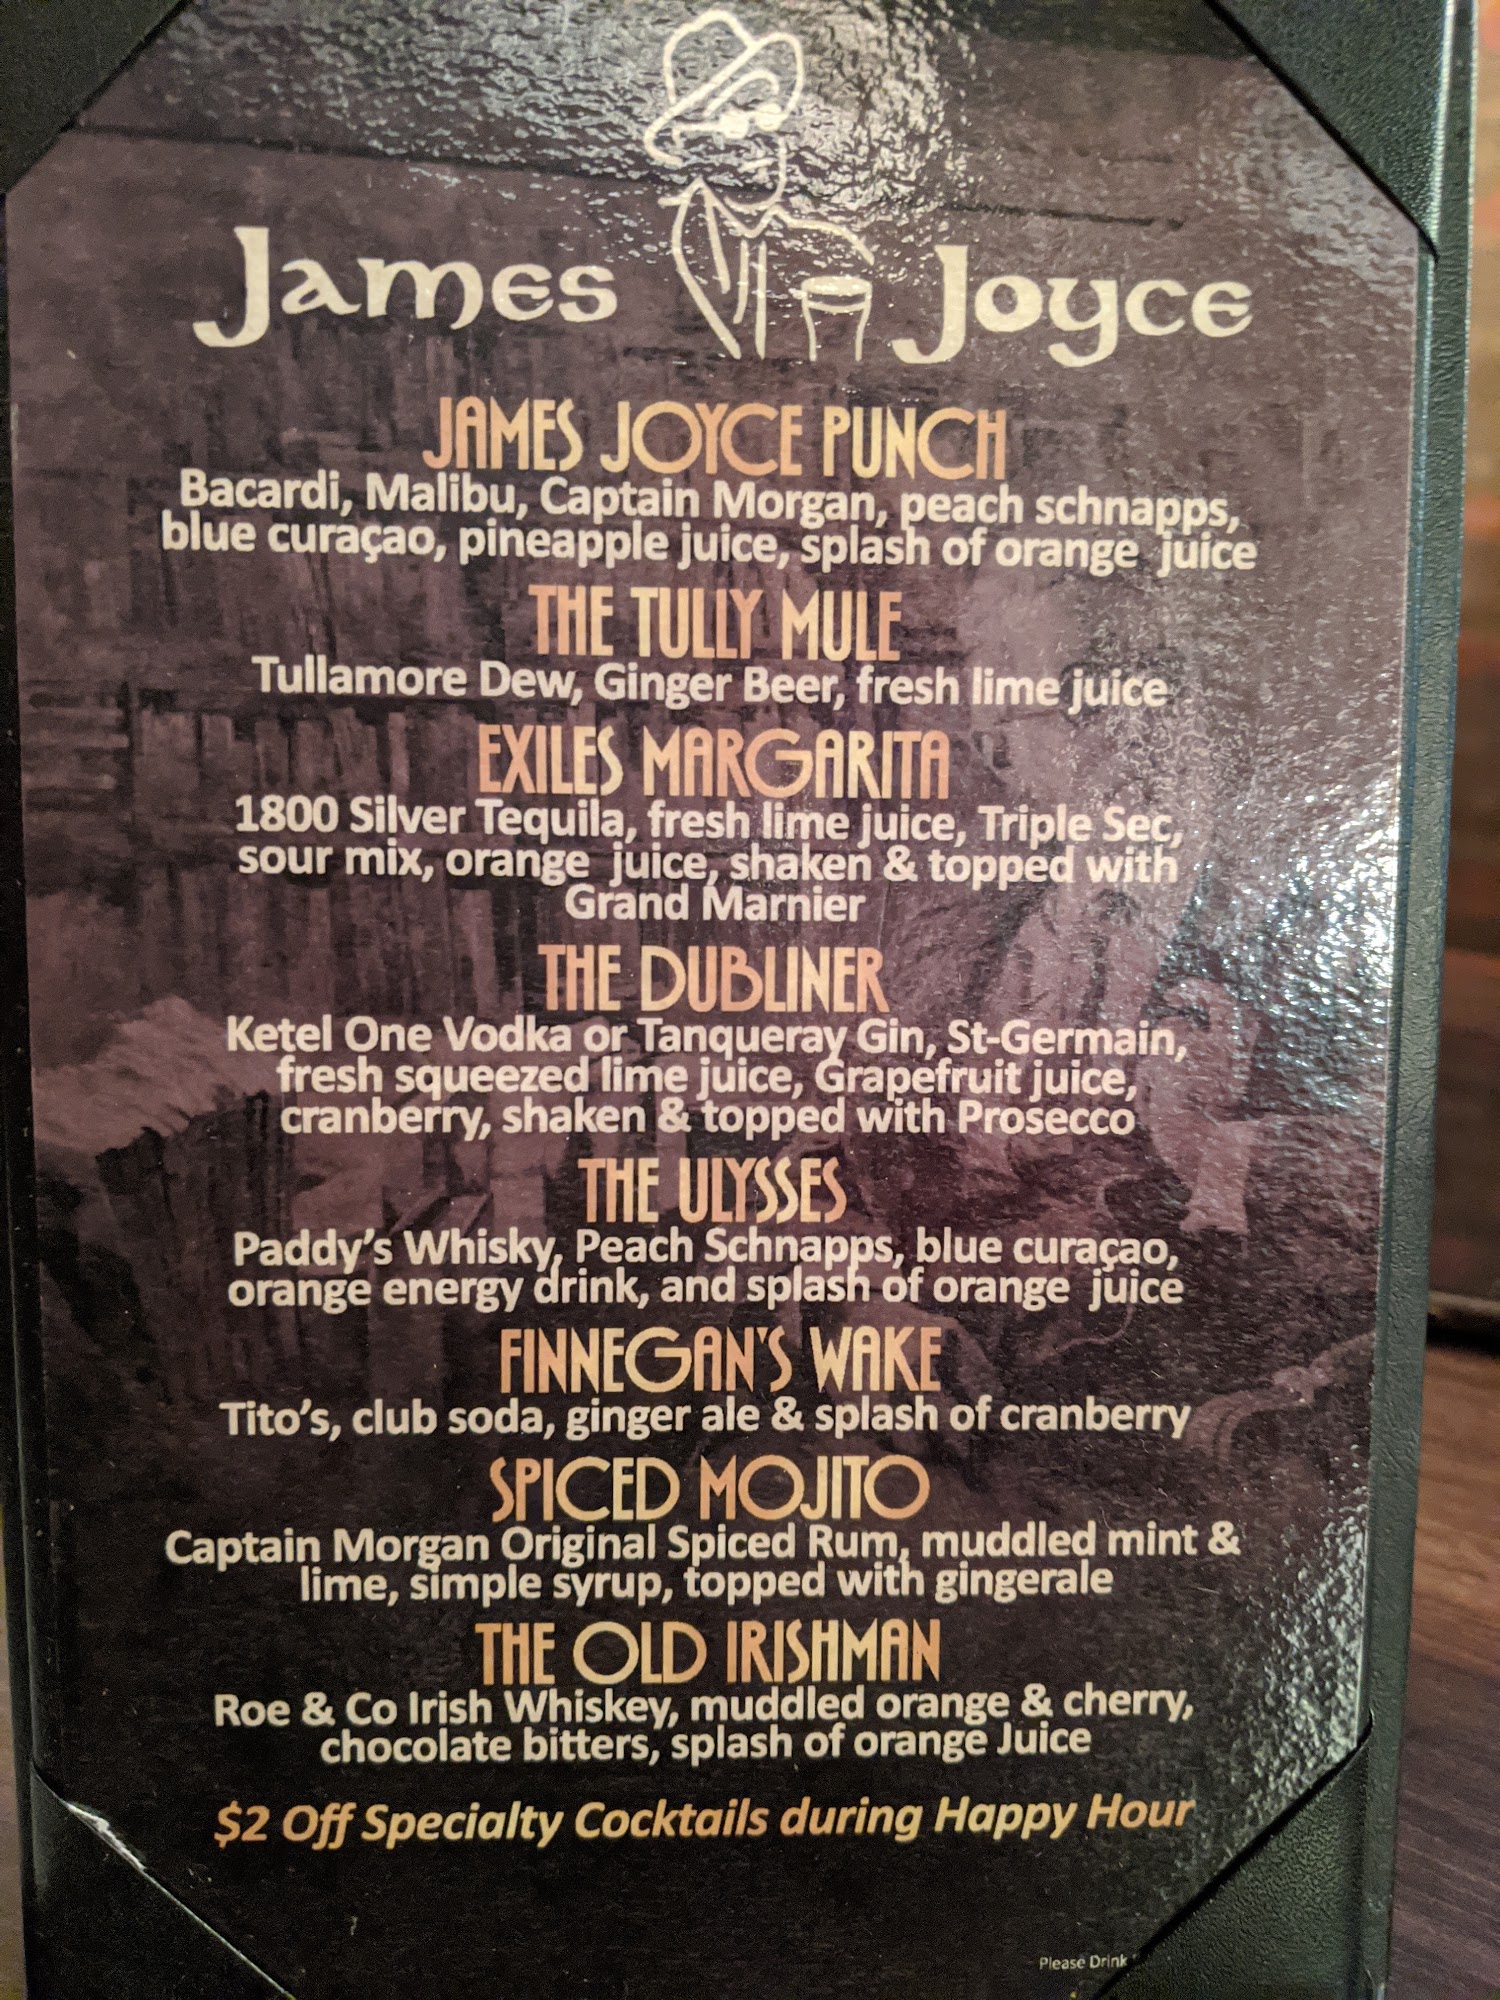 James Joyce
JAMES JOYCE PUNCH
Bacardi, Malibu, Captain Morgan, peach schnapps,
blue curaçao, pineapple juice, splash of orange juice
THE TULLY MULE
Tullamore Dew, Ginger Beer, fresh lime juice
EXILES MARGARITA
1800 Silver Tequila, fresh lime juice, Triple Sec,
sour mix, orange juice, shaken & topped with
Grand Marnier
THE DUBLINER
Ketel One Vodka or Tanqueray Gin, St-Germain,
fresh squeezed lime juice, Grapefruit juice,
cranberry, shaken & topped with Prosecco
THE ULYSSES
Paddy's Whisky, Peach Schnapps, blue curaçao,
orange energy drink, and splash of orange juice
FINNEGAN'S WAKE
Tito's, club soda, ginger ale & splash of cranberry
SPICED MOJITO
Captain Morgan Original Spiced Rum, muddled mint &
lime, simple syrup, topped with gingerale
THE OLD IRISHMAN
Roe & Co Irish Whiskey, muddled orange & cherry,
chocolate bitters, splash of orange Juice
$2 Off Specialty Cocktails during Happy Hour
Please Drink